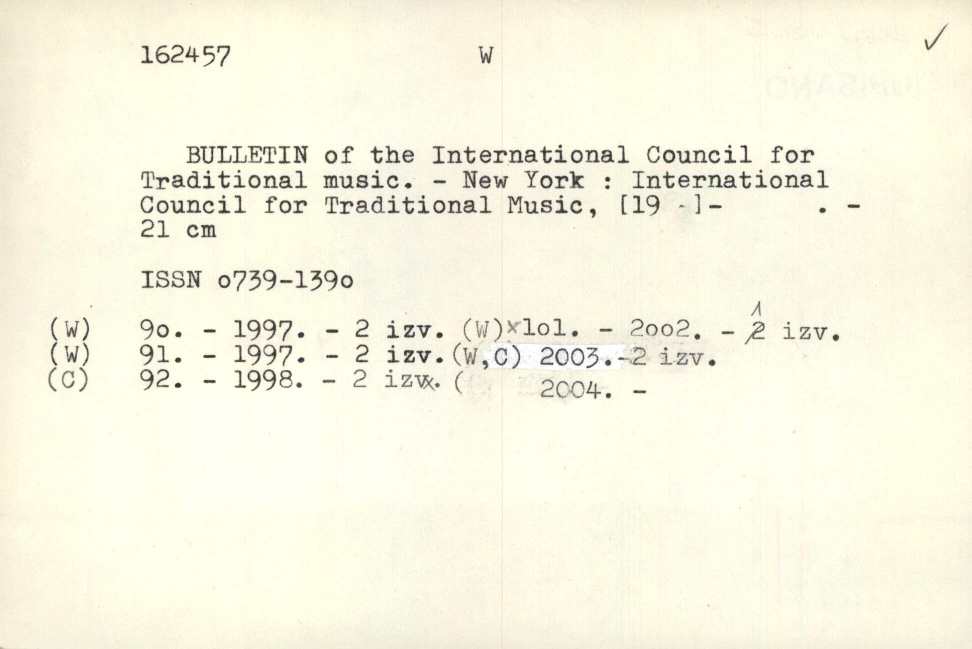 162457 W
BULLETIN of the International Council for
Traditional music. - New York : International
Council for Traditional Music, [19 -]- . -
21 cm
ISSN o739-139o
(W) 9o. - 1997. - 2 izv. (W) lol. - 2oo2. - 2 izv. 1
(W) 91. - 1997. - 2 izv. (W,C) 2003.-2 izv.
(C) 92. - 1998. - 2 izv. ( 2004. -